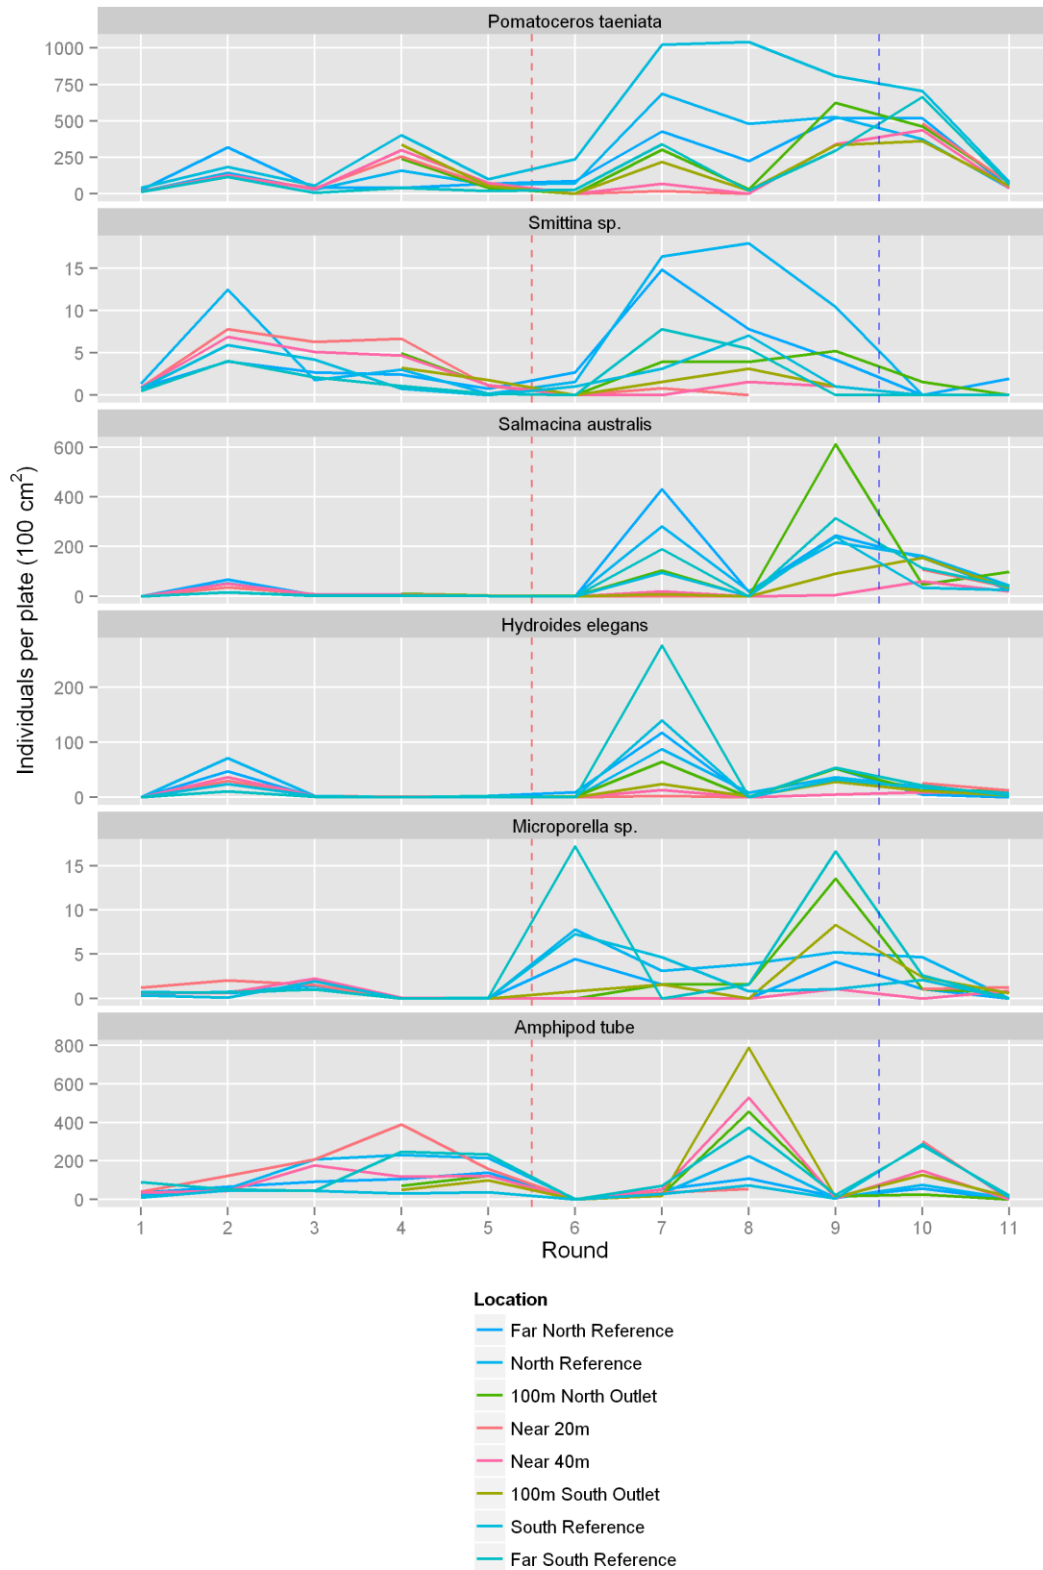 Pomatoceros taeniata
1000
750
500
250
0
Smittina sp.
15
10
5
0
Salmacina australis
600
400
200
0
Individuals per plate (100 cm²)
Hydroides elegans
200
100
0
Microporella sp.
15
10
5
0
Amphipod tube
800
600
400
200
0
1 2 3 4 5 6 7 8 9 10 11
Round
Location
Far North Reference
North Reference
100m North Outlet
Near 20m
Near 40m
100m South Outlet
South Reference
Far South Reference